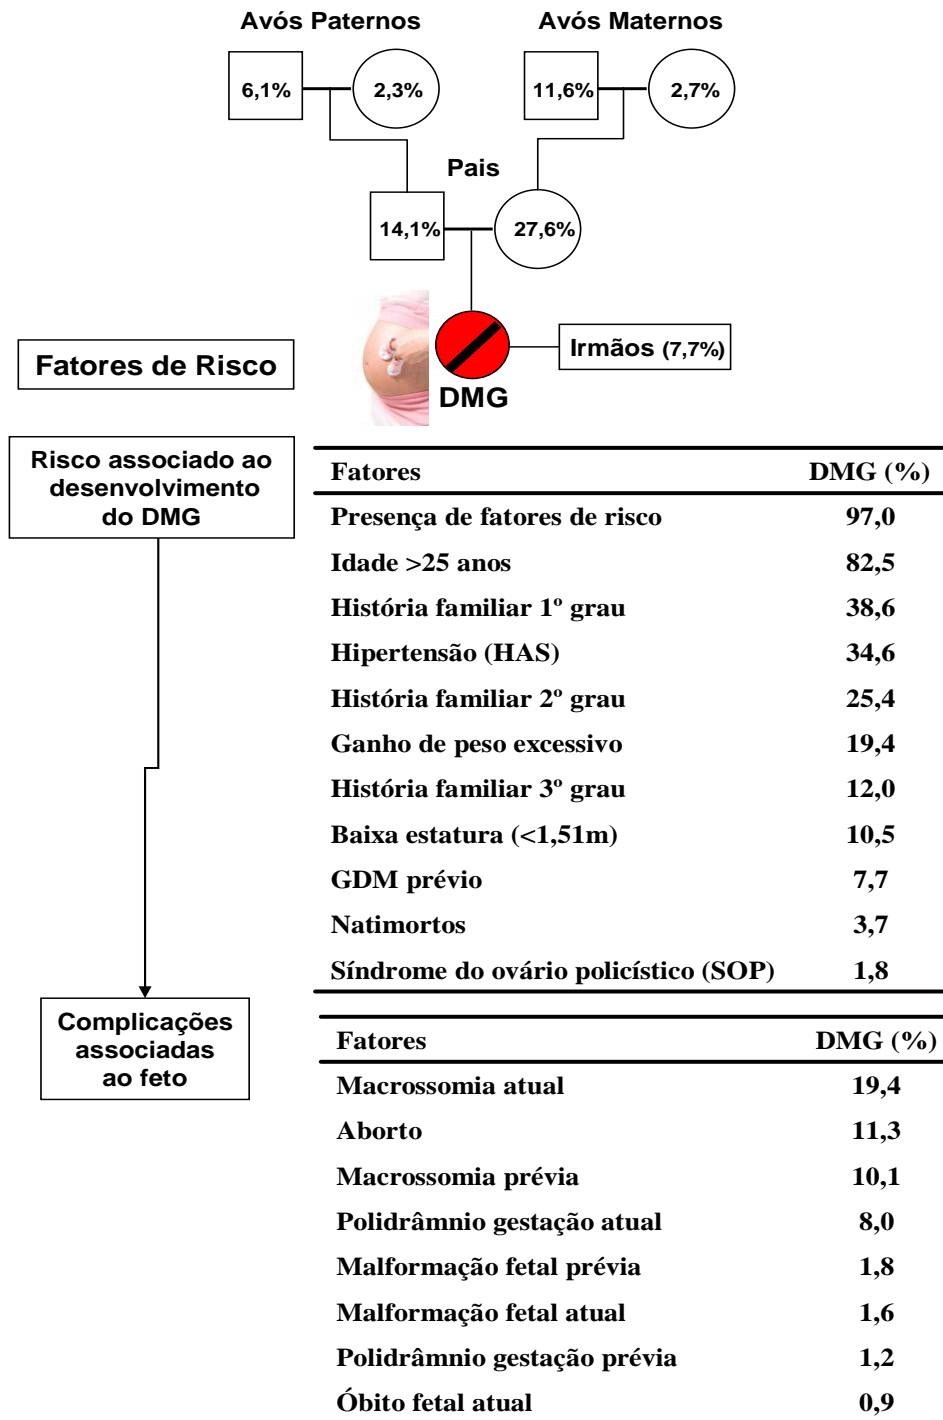 Avós Paternos Avós Maternos
6,1% 2,3% 11,6% 2,7%
Pais
14,1% 27,6%
Irmãos (7,7%)
DMG
Fatores de Risco
Risco associado ao
desenvolvimento
do DMG
Fatores DMG (%)
Presença de fatores de risco 97,0
Idade >25 anos 82,5
História familiar 1º grau 38,6
Hipertensão (HAS) 34,6
História familiar 2º grau 25,4
Ganho de peso excessivo 19,4
História familiar 3º grau 12,0
Baixa estatura (<1,51m) 10,5
GDM prévio 7,7
Natimortos 3,7
Síndrome do ovário policístico (SOP) 1,8
Complicações
associadas
ao feto
Fatores DMG (%)
Macrossomia atual 19,4
Aborto 11,3
Macrossomia prévia 10,1
Polidrâmnio gestação atual 8,0
Malformação fetal prévia 1,8
Malformação fetal atual 1,6
Polidrâmnio gestação prévia 1,2
Óbito fetal atual 0,9